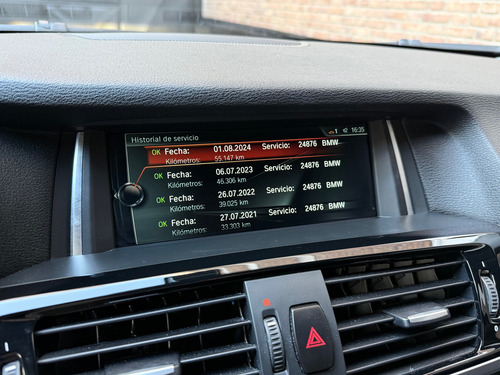 Historial de servicio
1 16:35
OK Fecha: 01.08.2024 Servicio: 24876 BMW
Kilómetros: 55.147 km
OK Fecha: 06.07.2023 Servicio: 24876 BMW
Kilómetros: 46.306 km
OK Fecha: 26.07.2022 Servicio: 24876 BMW
Kilómetros: 39.025 km
OK Fecha: 27.07.2021 Servicio: 24876 BMW
Kilómetros: 33.303 km